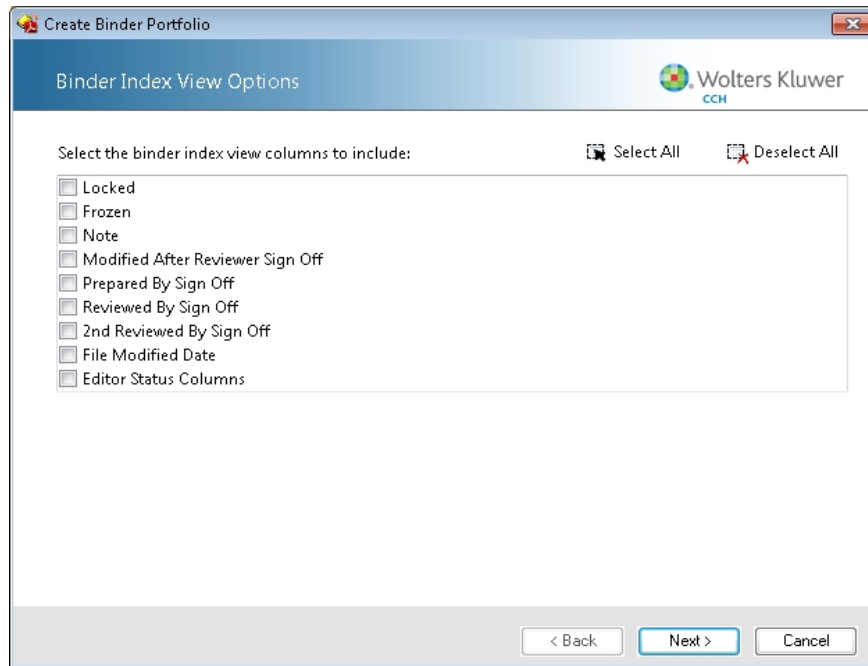 Create Binder Portfolio
Binder Index View Options
Wolters Kluwer
CCH
Select the binder index view columns to include:
Select All
Deselect All
Locked
Frozen
Note
Modified After Reviewer Sign Off
Prepared By Sign Off
Reviewed By Sign Off
2nd Reviewed By Sign Off
File Modified Date
Editor Status Columns
< Back
Next >
Cancel